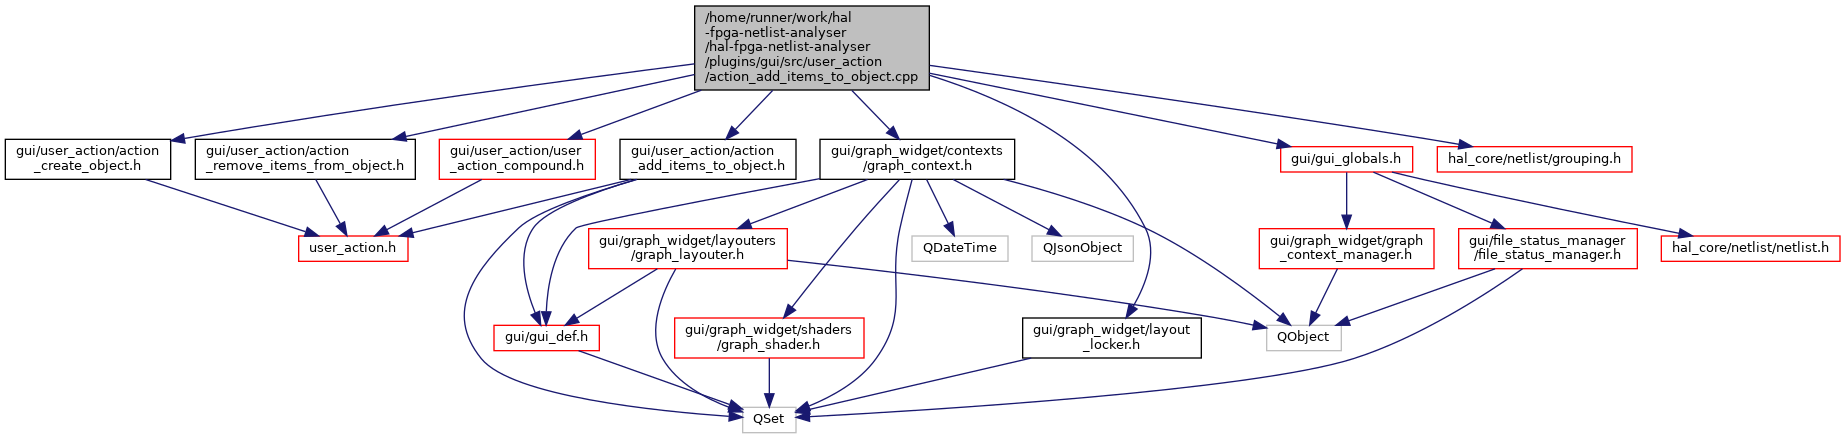 /home/runner/work/hal
-fpga-netlist-analyser
/hal-fpga-netlist-analyser
/plugins/gui/src/user_action
/action_add_items_to_object.cpp
gui/user_action/action
_create_object.h
gui/user_action/action
_remove_items_from_object.h
gui/user_action/user
_action_compound.h
gui/user_action/action
_add_items_to_object.h
gui/graph_widget/contexts
/graph_context.h
gui/gui_globals.h
hal_core/netlist/grouping.h
user_action.h
gui/graph_widget/layouters
/graph_layouter.h
QDateTime
QJsonObject
gui/graph_widget/graph
_context_manager.h
gui/file_status_manager
/file_status_manager.h
hal_core/netlist/netlist.h
gui/gui_def.h
gui/graph_widget/shaders
/graph_shader.h
gui/graph_widget/layout
_locker.h
QObject
QSet